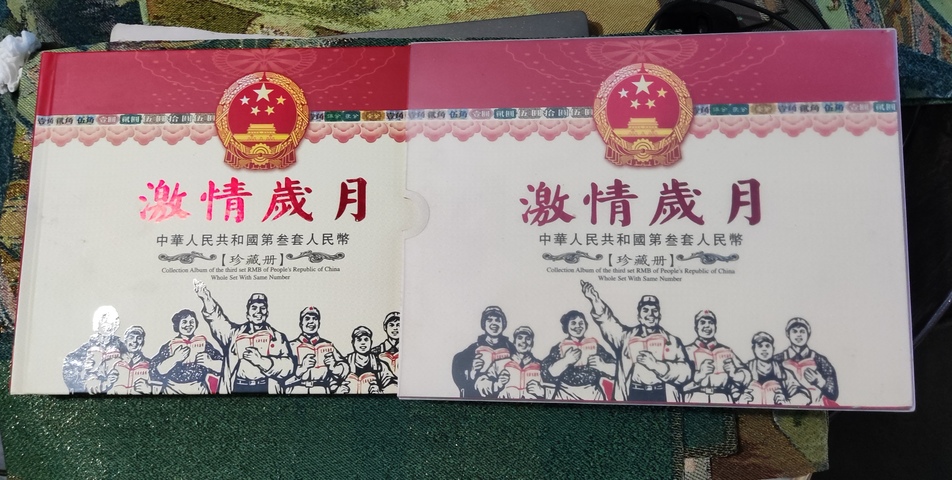 激情歲月
中華人民共和國第叁套人民幣
【珍藏册】
Collection Album of the third set RMB of People's Republic of China
Whole Set With Same Number
激情歲月
中華人民共和國第叁套人民幣
【珍藏册】
Collection Album of the third set RMB of People's Republic of China
Whole Set With Same Number